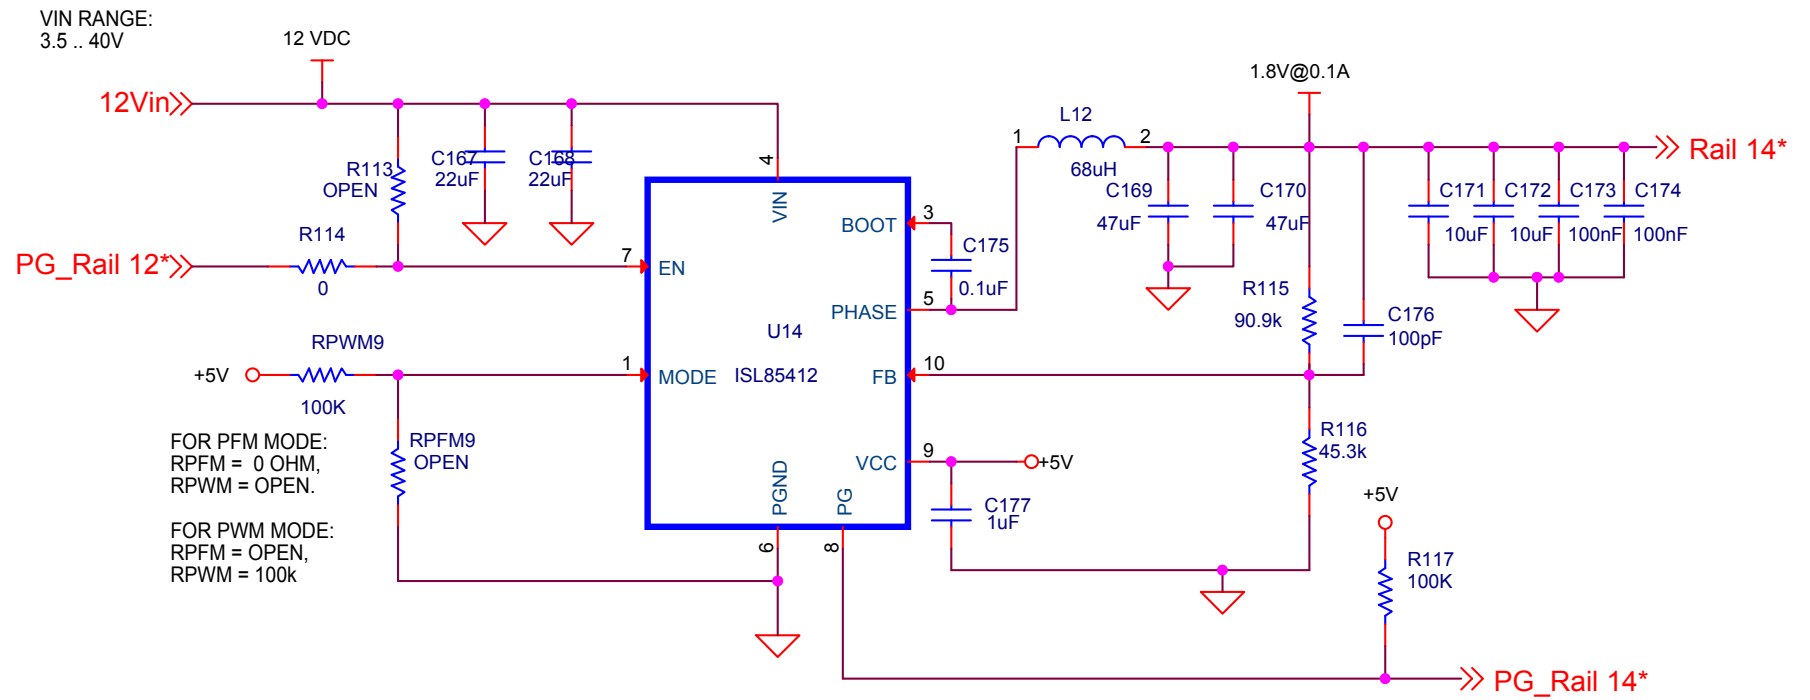 VIN RANGE:
3.5 .. 40V
12 VDC
12Vin
R113
OPEN
C167
22uF
C168
22uF
4
VIN
R114
0
PG_Rail 12*
7
EN
RPWM9
+5V
100K
1
MODE
FOR PFM MODE:
RPFM = 0 OHM,
RPWM = OPEN.
FOR PWM MODE:
RPFM = OPEN,
RPWM = 100k
RPFM9
OPEN
U14
ISL85412
BOOT
3
PHASE
5
FB
10
VCC
9
PGND
6
PG
8
C175
0.1uF
1
L12
2
68uH
1.8V@0.1A
Rail 14*
C169
47uF
C170
47uF
C171
10uF
C172
10uF
C173
100nF
C174
100nF
R115
90.9k
C176
100pF
R116
45.3k
+5V
C177
1uF
+5V
R117
100K
PG_Rail 14*